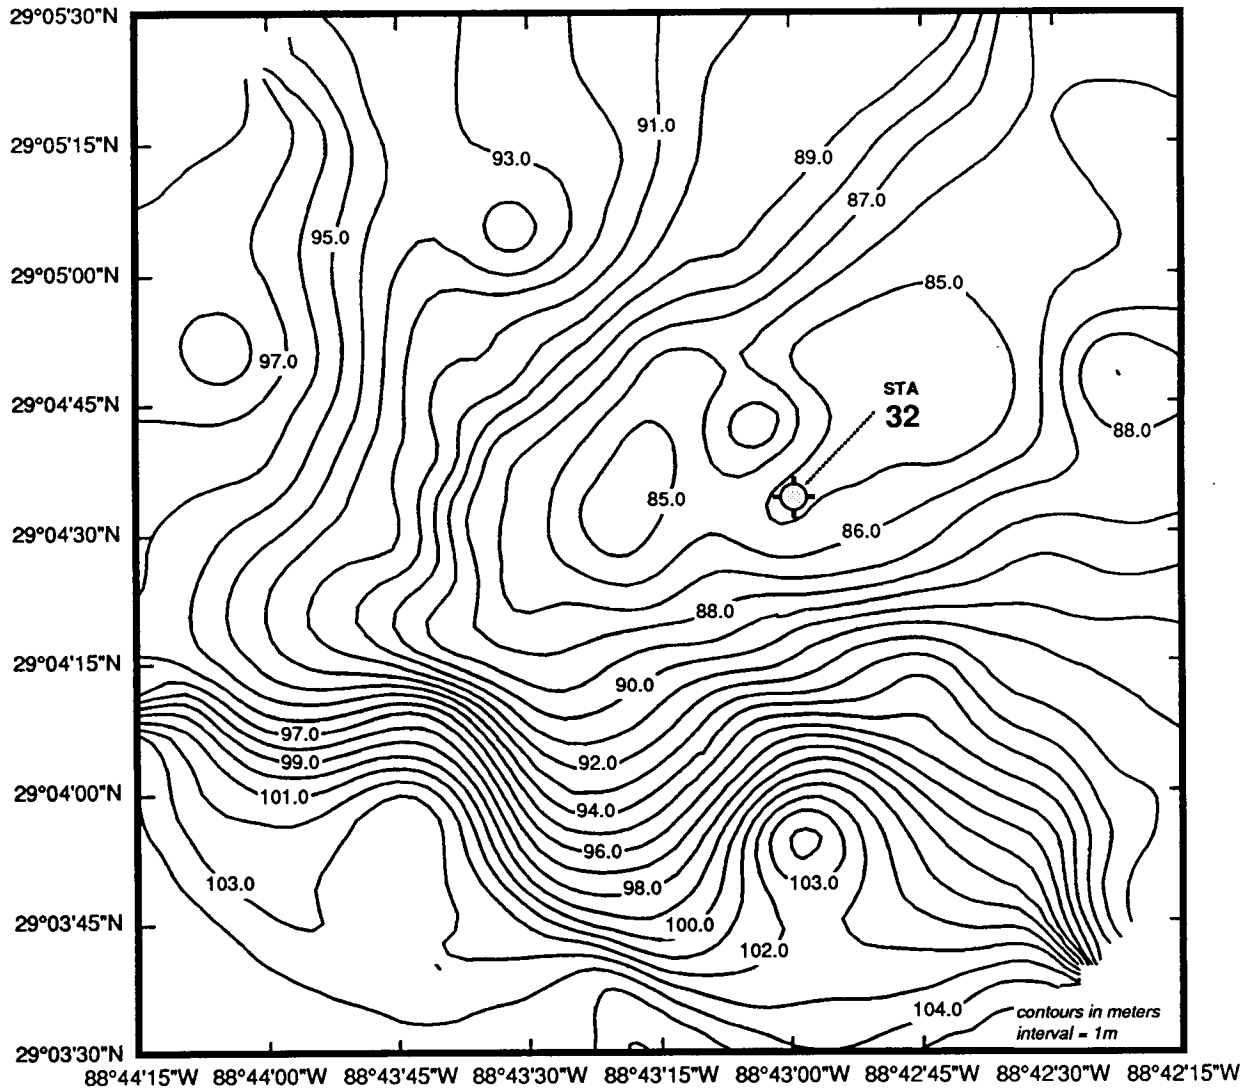 29°05'30"N
29°05'15"N
91.0
93.0
89.0
87.0
95.0
29°05'00"N
85.0
97.0
29°04'45"N
STA
32
88.0
85.0
29°04'30"N
86.0
88.0
29°04'15"N
90.0
97.0
99.0
92.0
29°04'00"N
101.0
94.0
96.0
103.0
103.0
98.0
29°03'45"N
100.0
102.0
104.0
contours in meters
interval = 1m
29°03'30"N
88°44'15"W 88°44'00"W 88°43'45"W 88°43'30"W 88°43'15"W 88°43'00"W 88°42'45"W 88°42'30"W 88°42'15"W